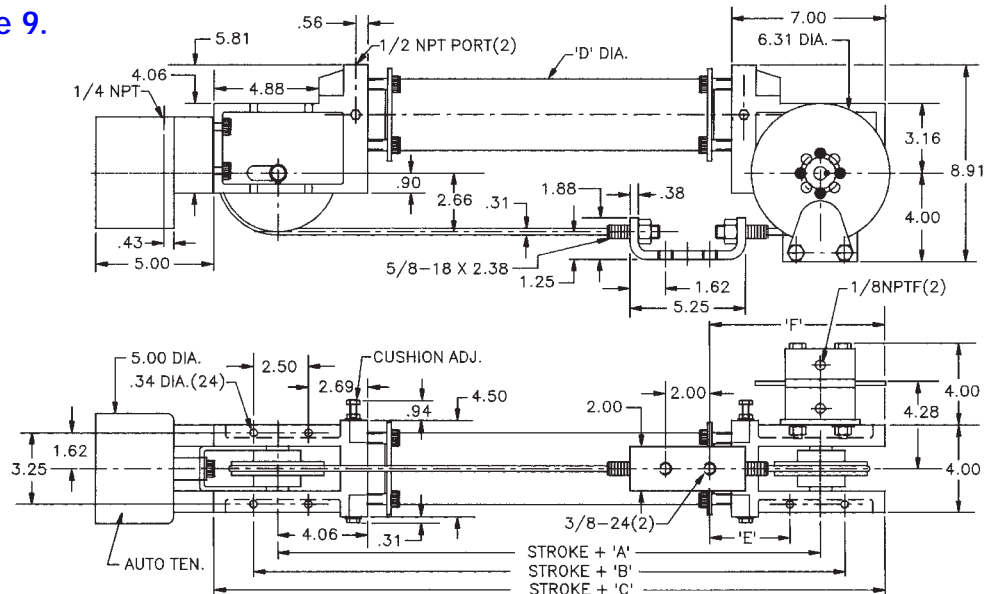 e 9.
.56
7.00
5.81
1/2 NPT PORT(2)
'D' DIA.
6.31 DIA.
4.06
1/4 NPT
4.88
3.16
8.91
.90
1.88
.38
2.66
.31
4.00
.43
5.00
5/8-18 X 2.38
1.25
1.62
5.25
1/8NPTF(2)
'F'
5.00 DIA.
2.50
CUSHION ADJ.
.34 DIA.(24)
2.69
.94
4.50
2.00
2.00
4.00
4.28
1.62
3.25
4.00
3/8-24(2)
4.06
.31
'E'
AUTO TEN.
STROKE + 'A'
STROKE + 'B'
STROKE + 'C'